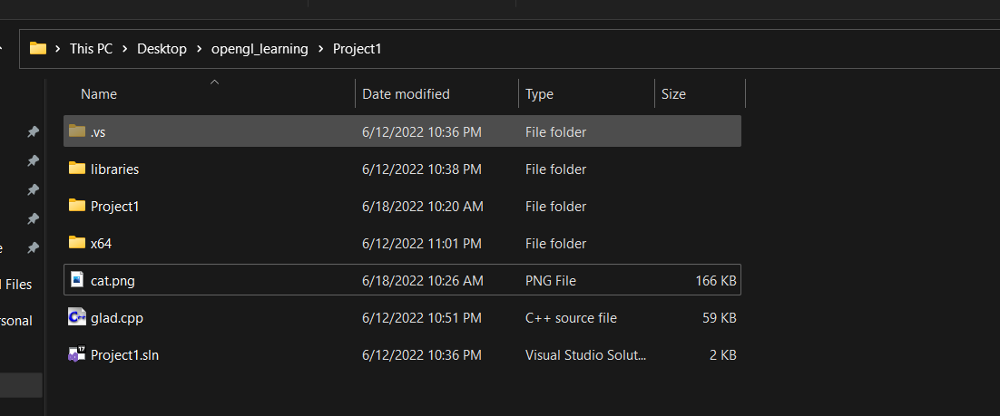 This PC > Desktop > opengl_learning > Project1
Name Date modified Type Size
.vs 6/12/2022 10:36 PM File folder
libraries 6/12/2022 10:38 PM File folder
Project1 6/18/2022 10:20 AM File folder
x64 6/12/2022 11:01 PM File folder
cat.png 6/18/2022 10:26 AM PNG File 166 KB
glad.cpp 6/12/2022 10:51 PM C++ source file 59 KB
Project1.sln 6/12/2022 10:36 PM Visual Studio Solut... 2 KB
e
l Files
rsonal
C++
17